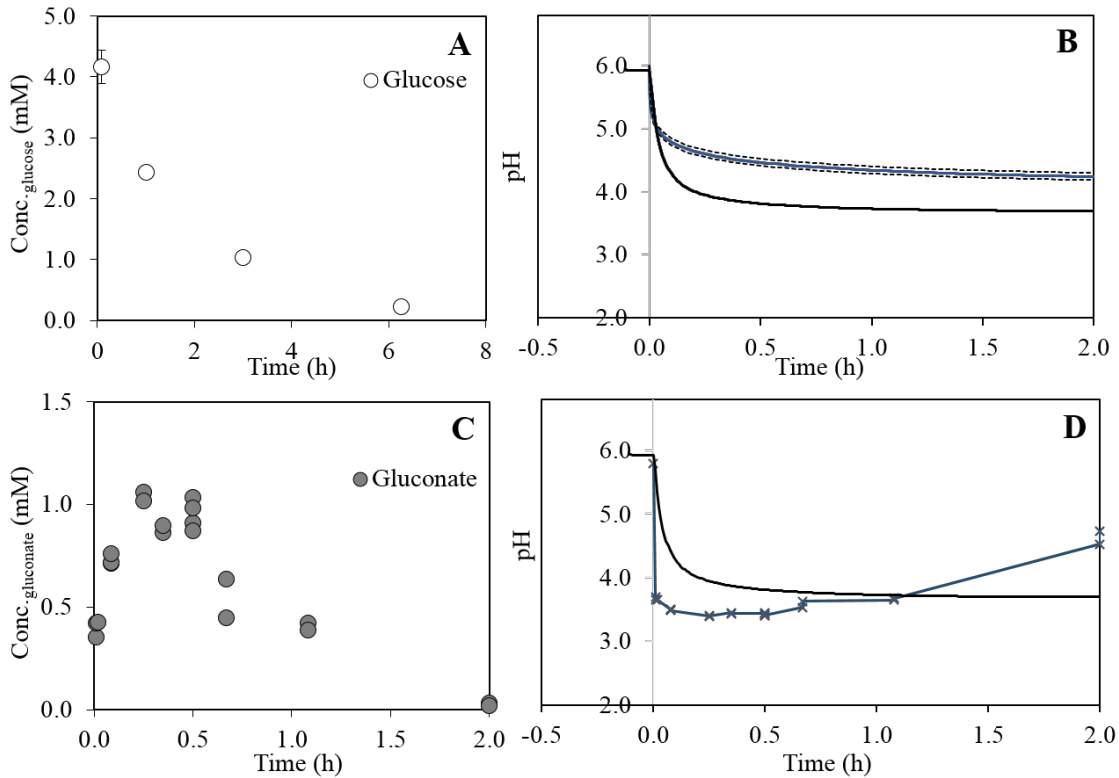 A
Conc.glucose (mM)
5.0
4.0
3.0
2.0
1.0
0.0
Glucose
0 2 4 6 8
Time (h)
B
pH
6.0
5.0
4.0
3.0
2.0
-0.5 0.0 0.5 1.0 1.5 2.0
Time (h)
C
Conc.gluconate (mM)
1.5
1.0
0.5
0.0
Gluconate
0.0 0.5 1.0 1.5 2.0
Time (h)
D
pH
6.0
5.0
4.0
3.0
2.0
-0.5 0.0 0.5 1.0 1.5 2.0
Time (h)